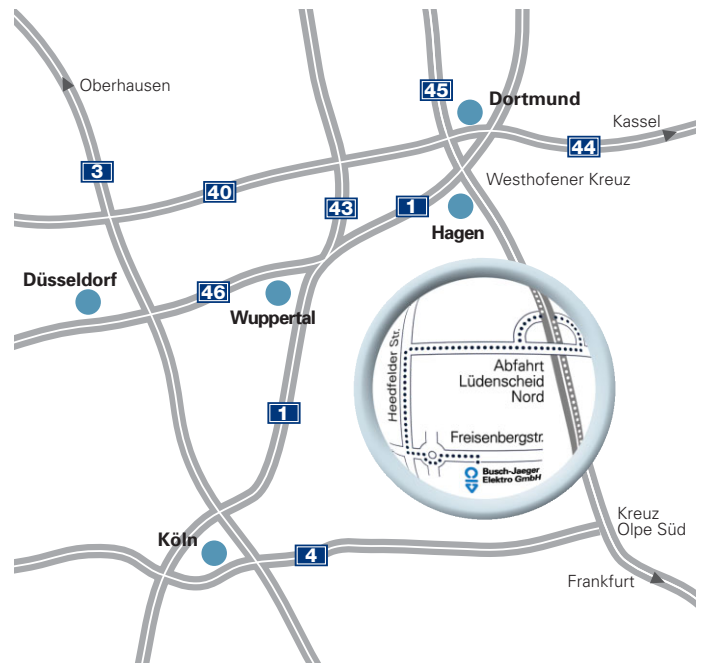 Oberhausen
45
Dortmund
Kassel
44
3
Westhofener Kreuz
40
43
1
Hagen
Düsseldorf
46
Wuppertal
Heedfelder Str.
Abfahrt
Lüdenscheid
Nord
1
Freisenbergstr.
Busch-Jaeger
Elektro GmbH
Kreuz
Olpe Süd
Köln
4
Frankfurt